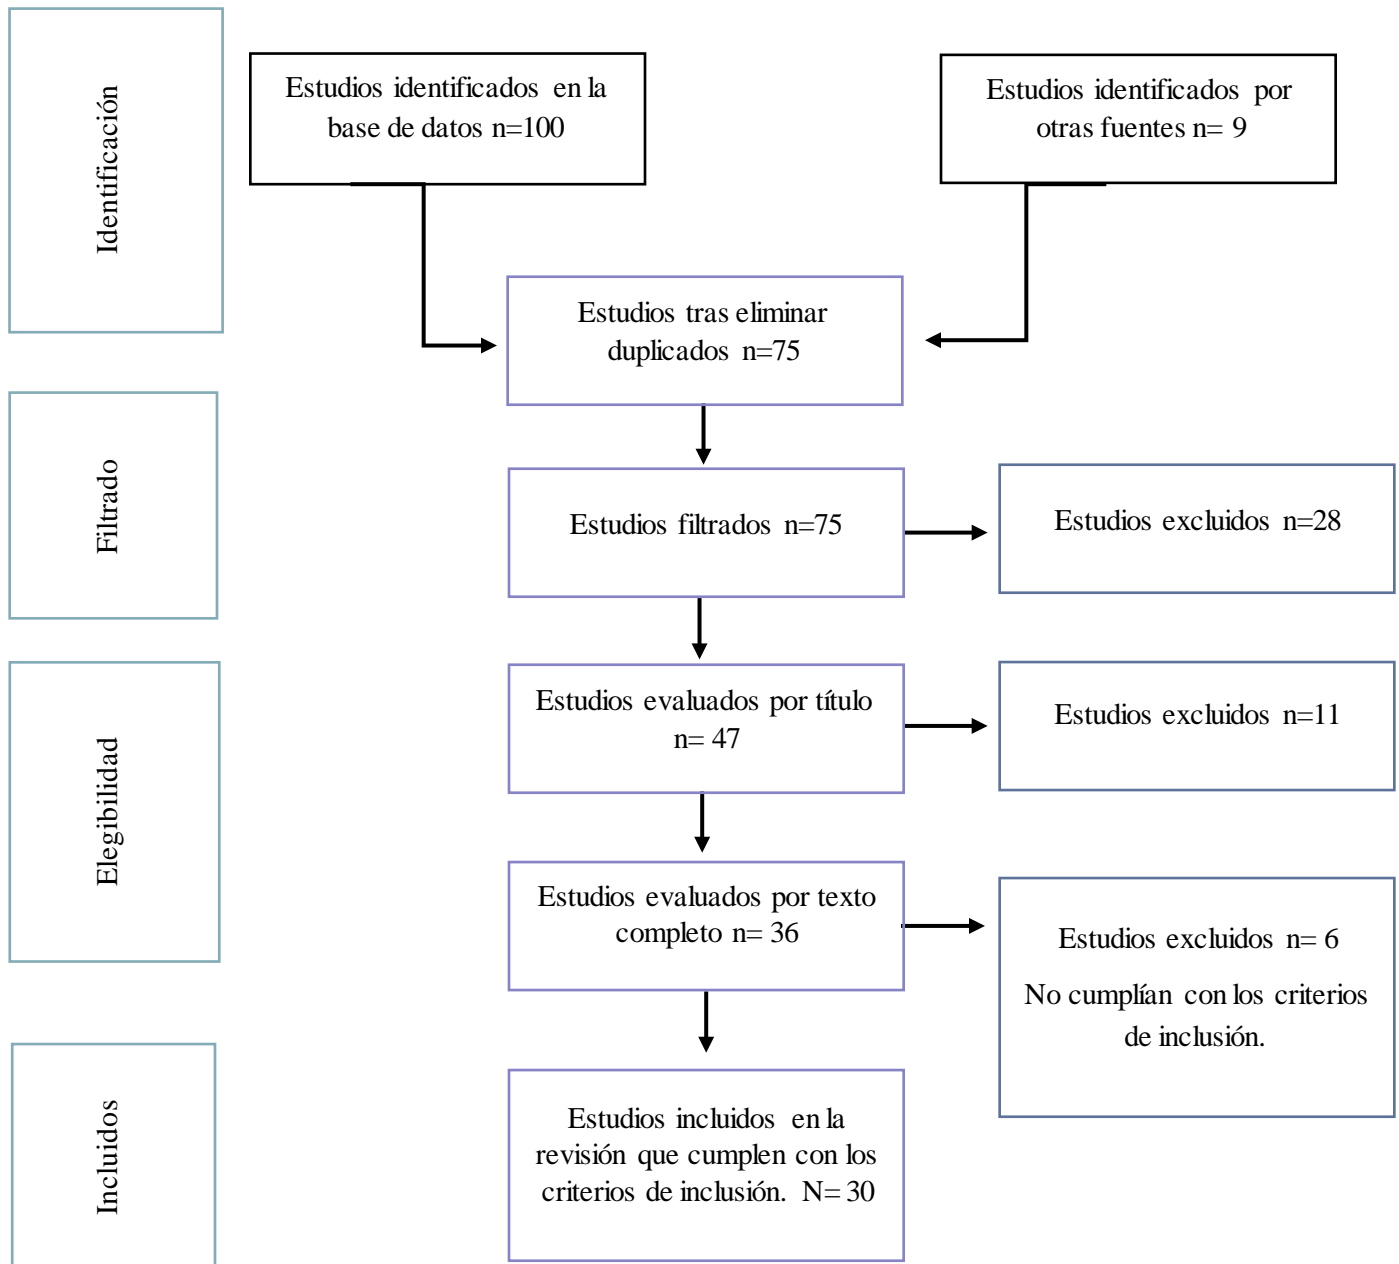 Identificación
Estudios identificados en la
base de datos n=100
Estudios identificados por
otras fuentes n= 9
Estudios tras eliminar
duplicados n=75
Filtrado
Estudios filtrados n=75
Estudios excluidos n=28
Elegibilidad
Estudios evaluados por título
n= 47
Estudios excluidos n=11
Estudios evaluados por texto
completo n= 36
Estudios excluidos n= 6
No cumplían con los criterios
de inclusión.
Incluidos
Estudios incluidos en la
revisión que cumplen con los
criterios de inclusión. N= 30